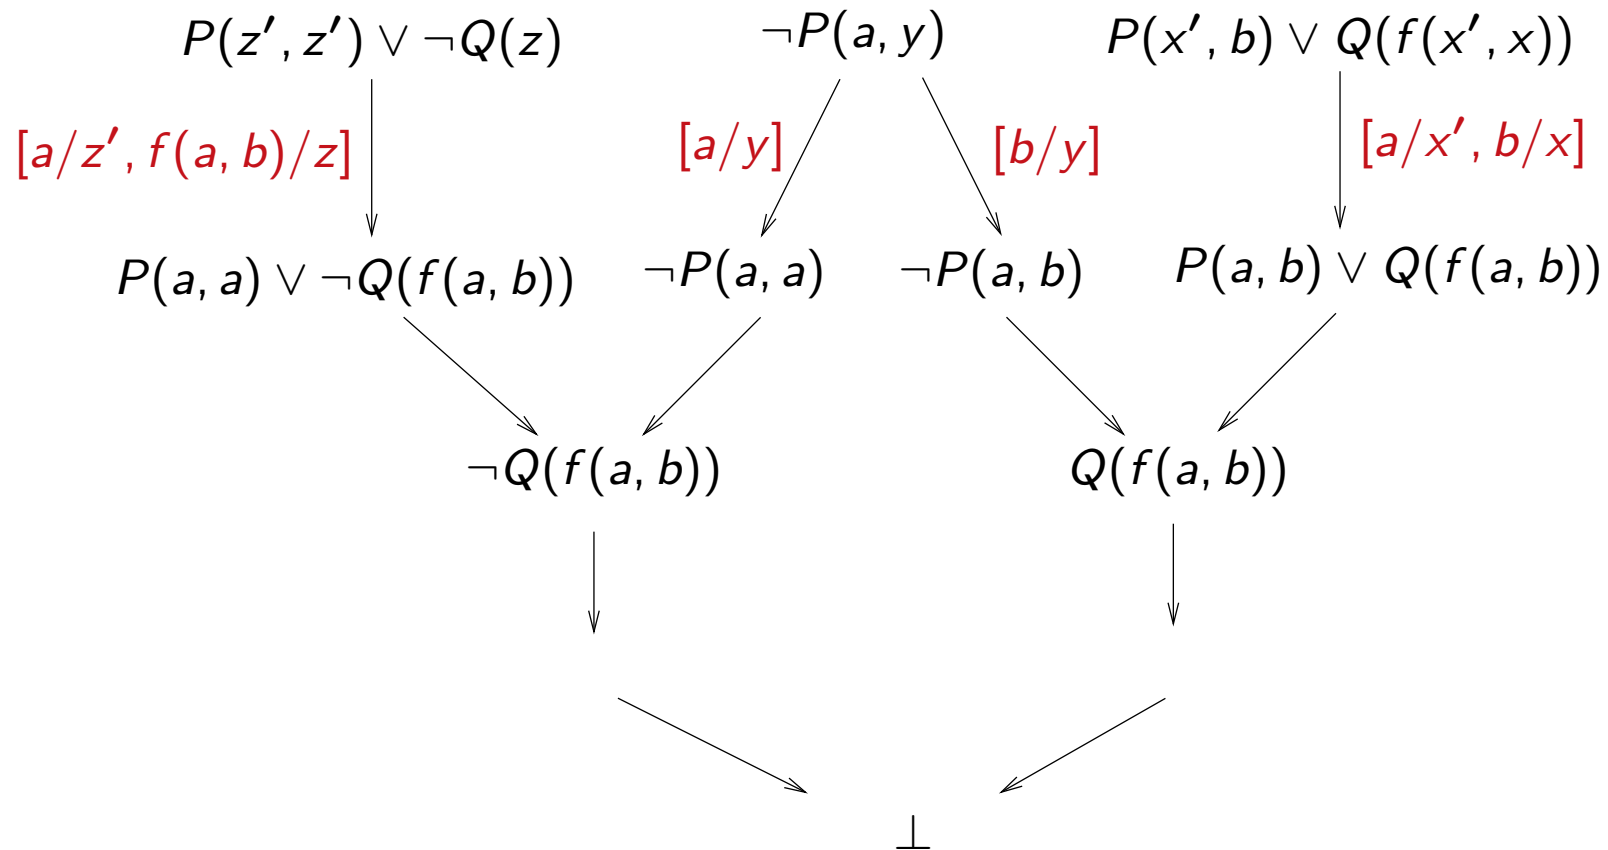 P(z′, z′) ∨ ¬Q(z) ¬P(a, y) P(x′, b) ∨ Q(f(x′, x))
[a/z′, f(a, b)/z] [a/y] [b/y] [a/x′, b/x]
P(a, a) ∨ ¬Q(f(a, b)) ¬P(a, a) ¬P(a, b) P(a, b) ∨ Q(f(a, b))
¬Q(f(a, b)) Q(f(a, b))
⊥